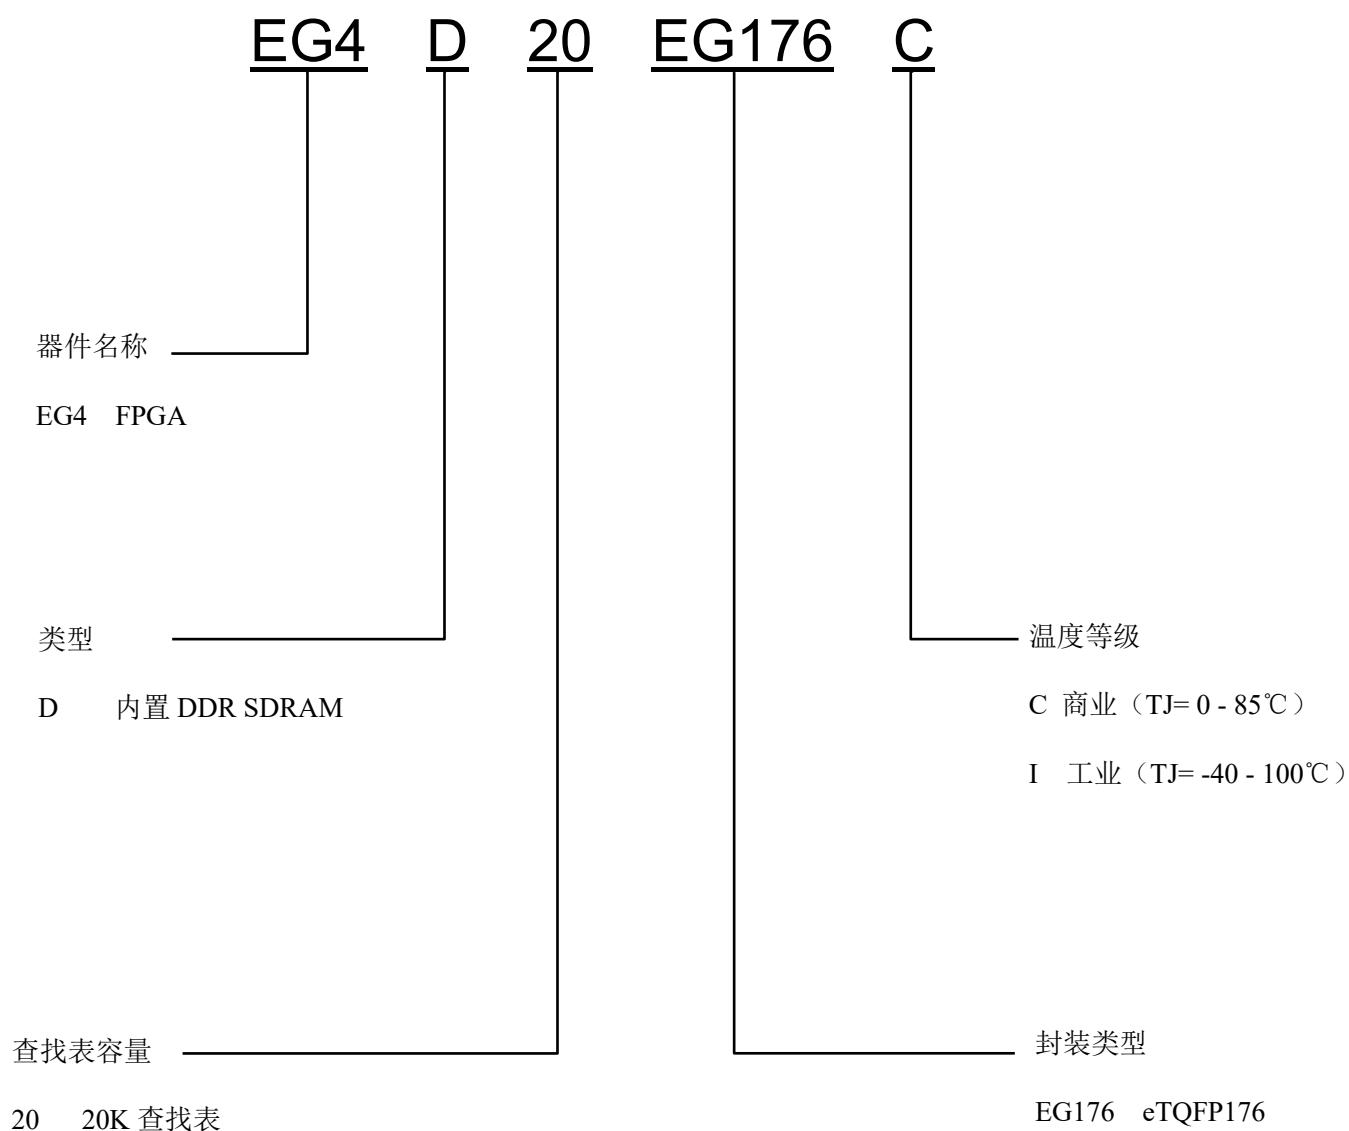 EG4 D 20 EG176 C
器件名称
EG4 FPGA
类型
D 内置 DDR SDRAM
温度等级
C 商业（TJ= 0 - 85℃）
I 工业（TJ= -40 - 100℃）
查找表容量
20 20K 查找表
封装类型
EG176 eTQFP176